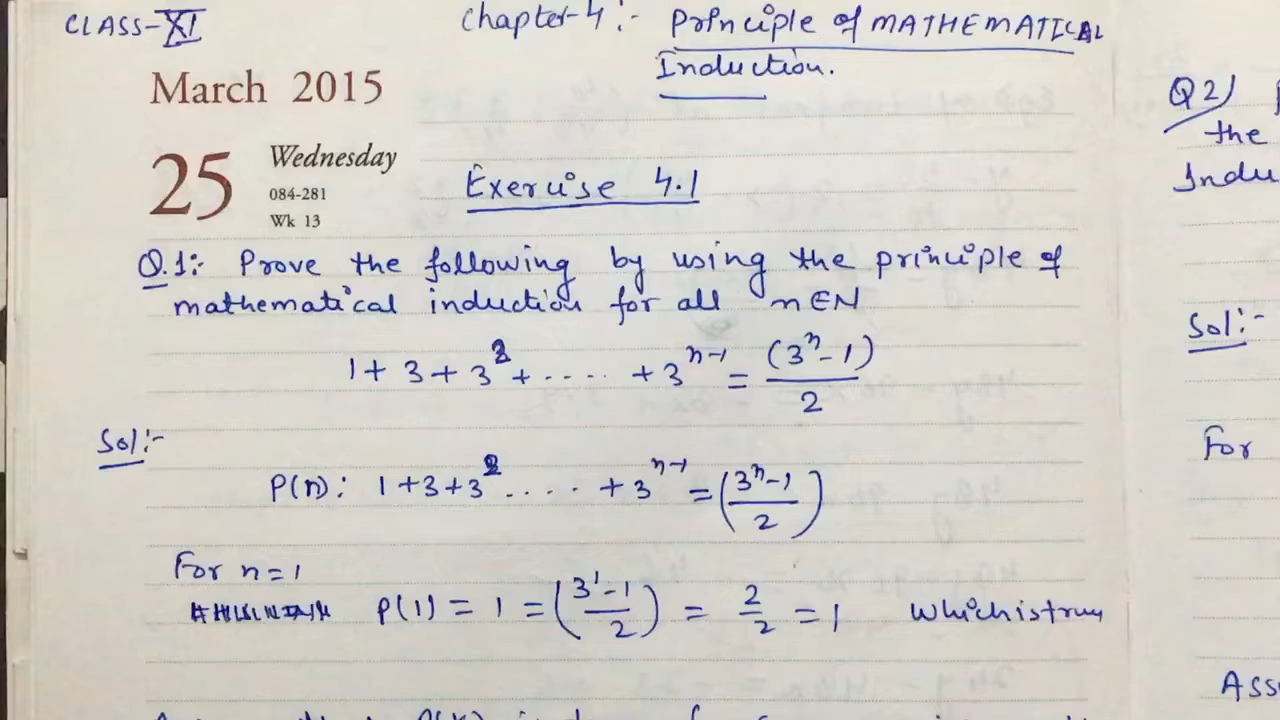 CLASS-XI
Chapter-4:- Principle of MATHEMATICAL
Induction.
March 2015
25
Wednesday
084-281
Wk 13
Exercise 4.1
Q.1:- Prove the following by using the principle of
mathematical induction for all n∈N
1+3+3²+.....+3ⁿ⁻¹ = (3ⁿ-1)/2
Sol:-
P(n): 1+3+3².....+3ⁿ⁻¹ = ((3ⁿ-1)/2)
For n=1
P(1) = 1 = ((3¹-1)/2) = 2/2 = 1 which is true
Q2)
the
Indu
Sol:-
For
Ass